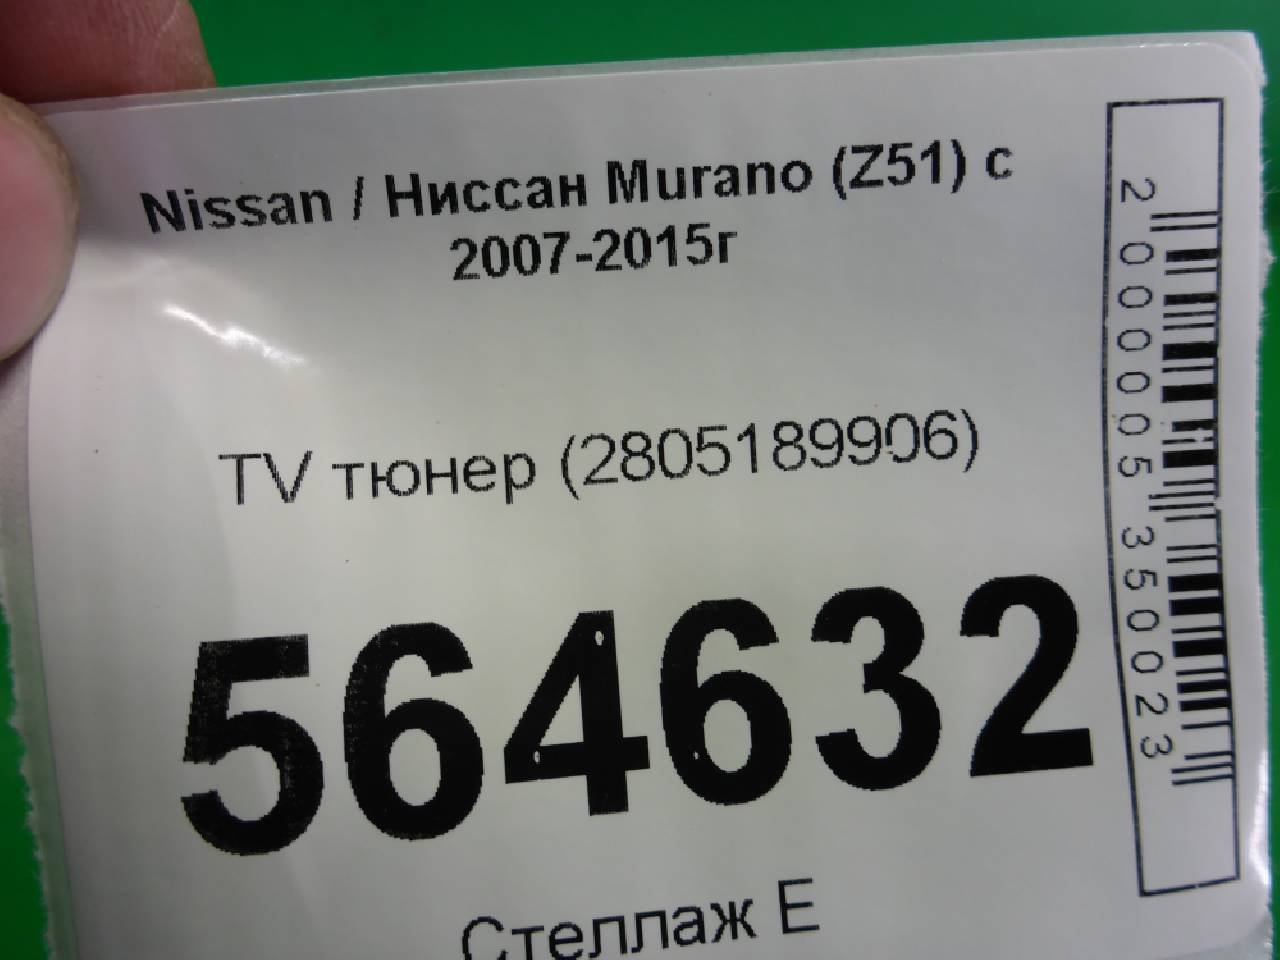 Nissan / Ниссан Murano (Z51) с
2007-2015г
TV тюнер (2805189906)
564632
Стеллаж Е
2000005350023